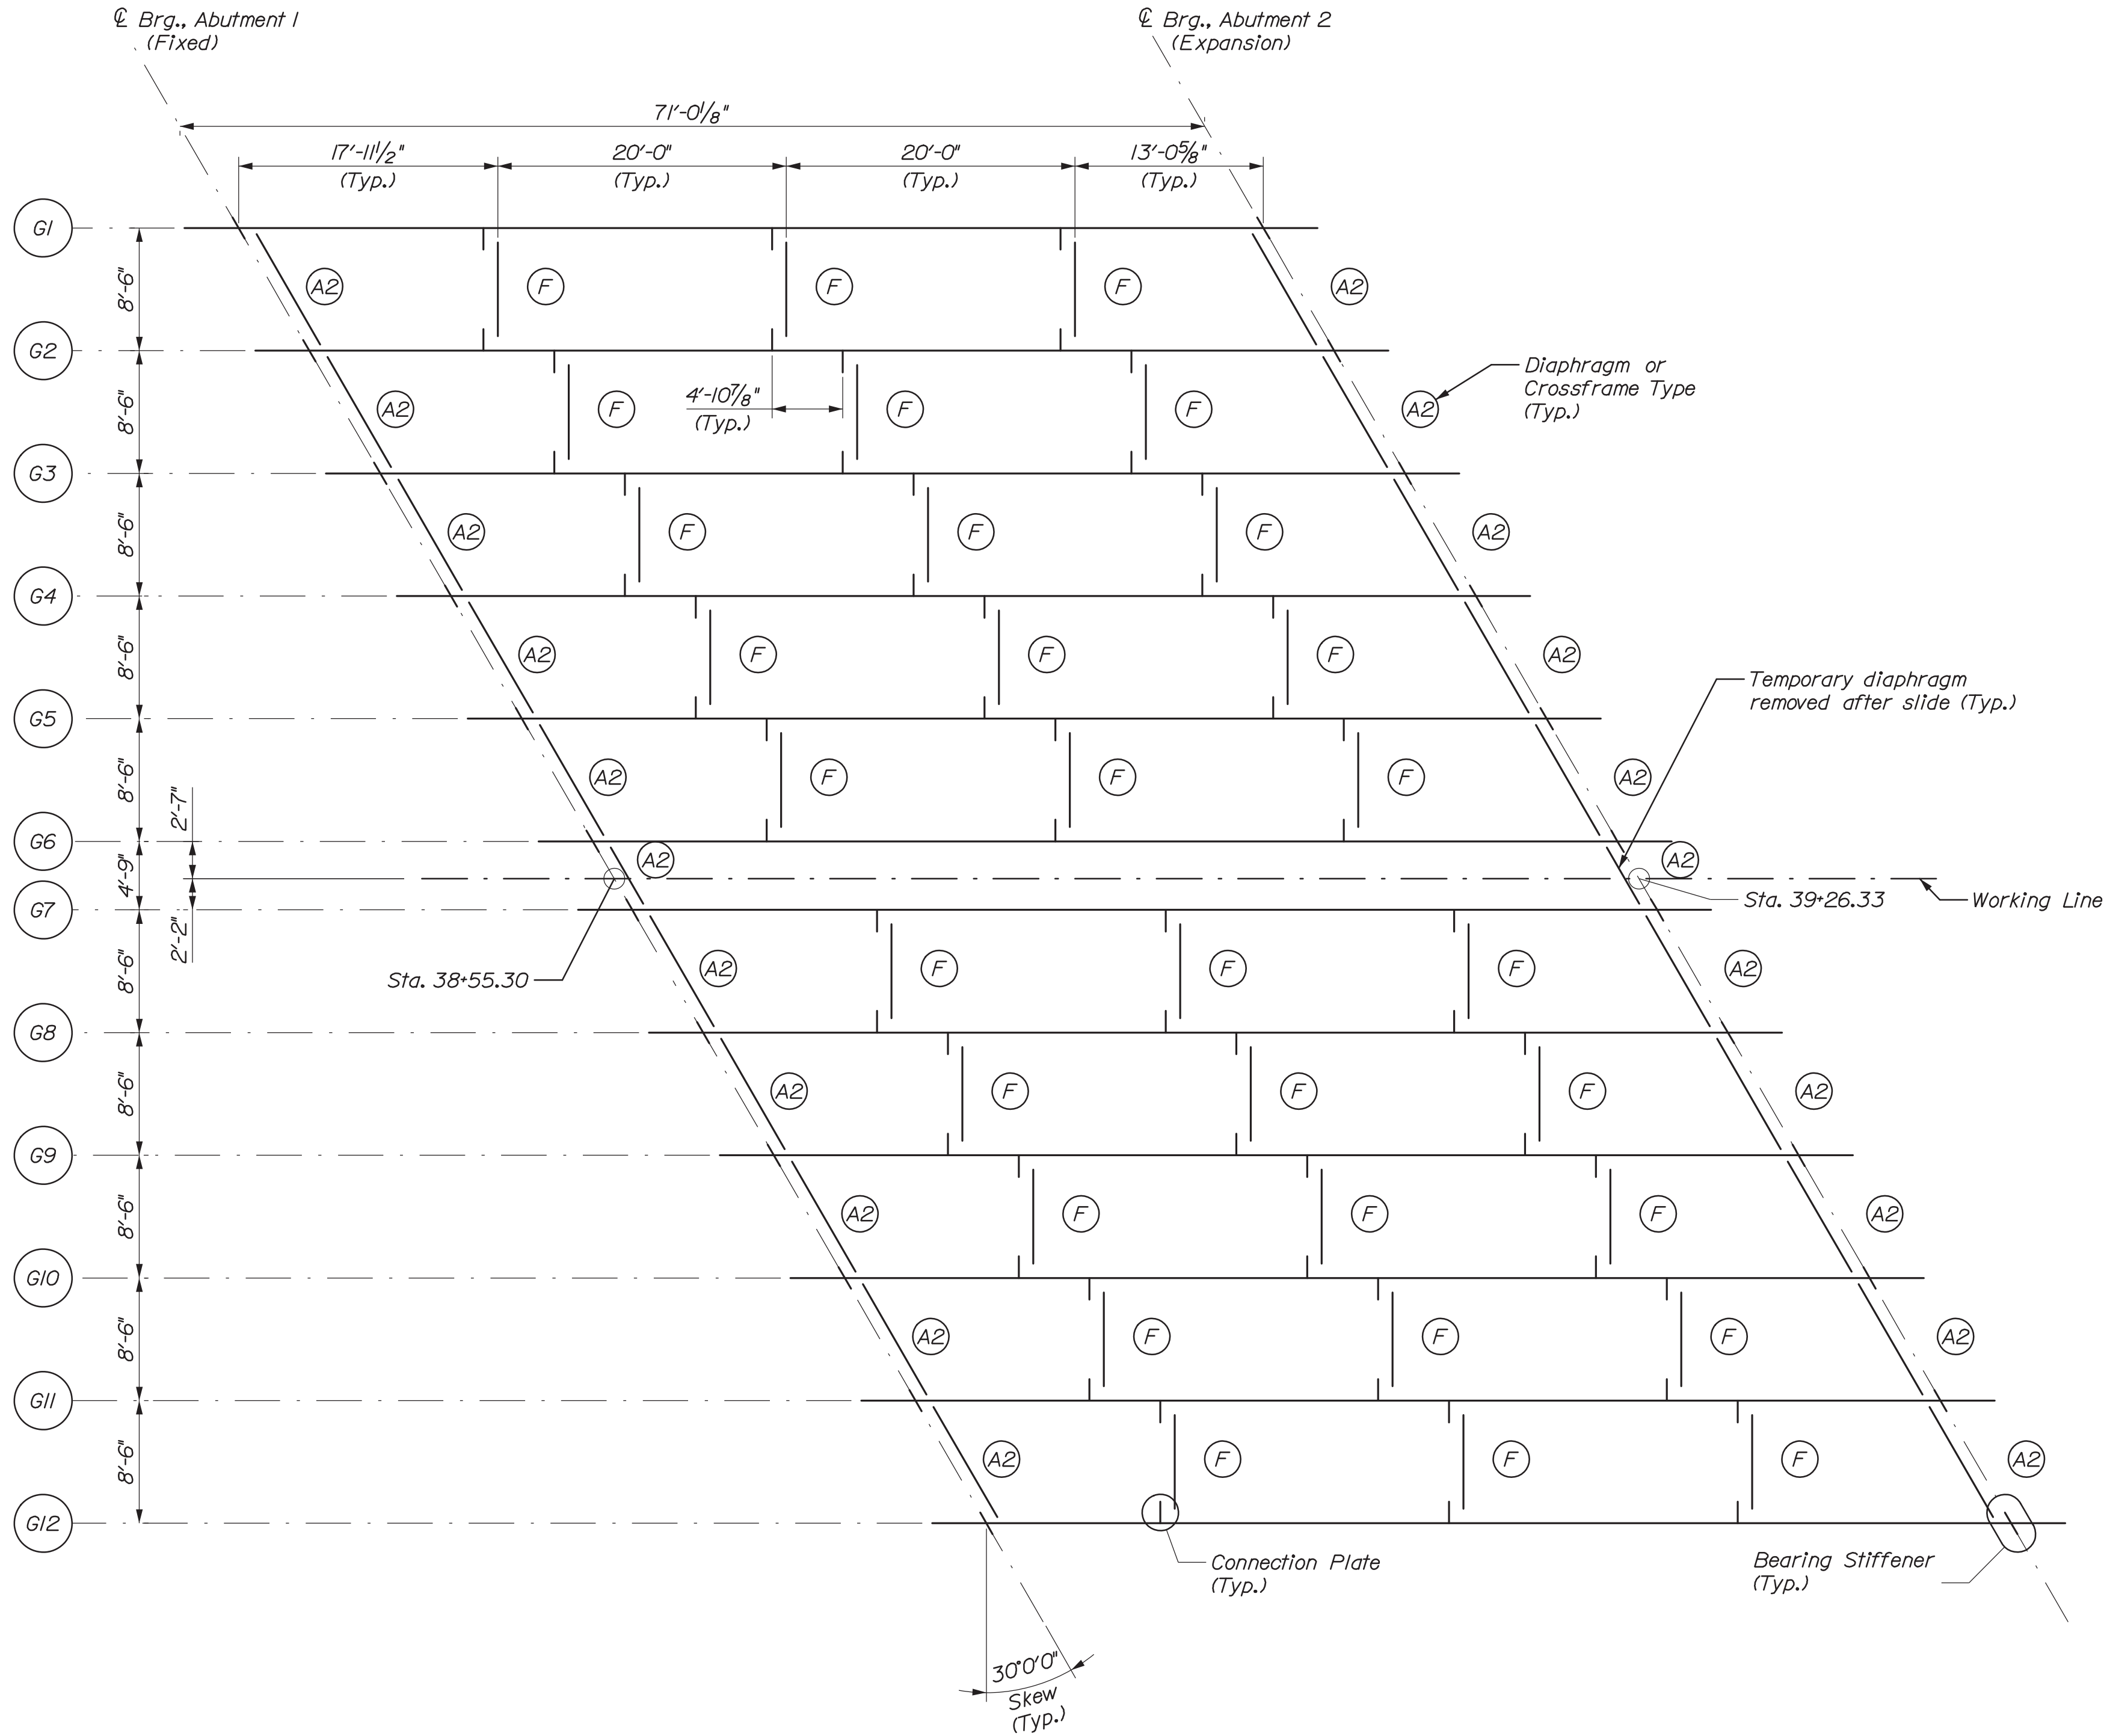 ℄ Brg., Abutment 1
(Fixed)
℄ Brg., Abutment 2
(Expansion)
71'-0 1/8"
17'-11 1/2"
(Typ.)
20'-0"
(Typ.)
20'-0"
(Typ.)
13'-0 5/8"
(Typ.)
G1
8'-6"
A2 F F F A2
G2
Diaphragm or
Crossframe Type
(Typ.)
4'-10 7/8"
(Typ.)
8'-6"
A2 F F F A2
G3
8'-6"
A2 F F F A2
G4
8'-6"
A2 F F F A2
Temporary diaphragm
removed after slide (Typ.)
G5
8'-6"
A2 F F F A2
2'-7"
G6
4'-9"
A2 A2
Sta. 39+26.33
Working Line
G7
2'-2"
Sta. 38+55.30
8'-6"
A2 F F F A2
G8
8'-6"
A2 F F F A2
G9
8'-6"
A2 F F F A2
G10
8'-6"
A2 F F F A2
G11
8'-6"
A2 F F F A2
G12
Connection Plate
(Typ.)
Bearing Stiffener
(Typ.)
30°0'0"
Skew
(Typ.)